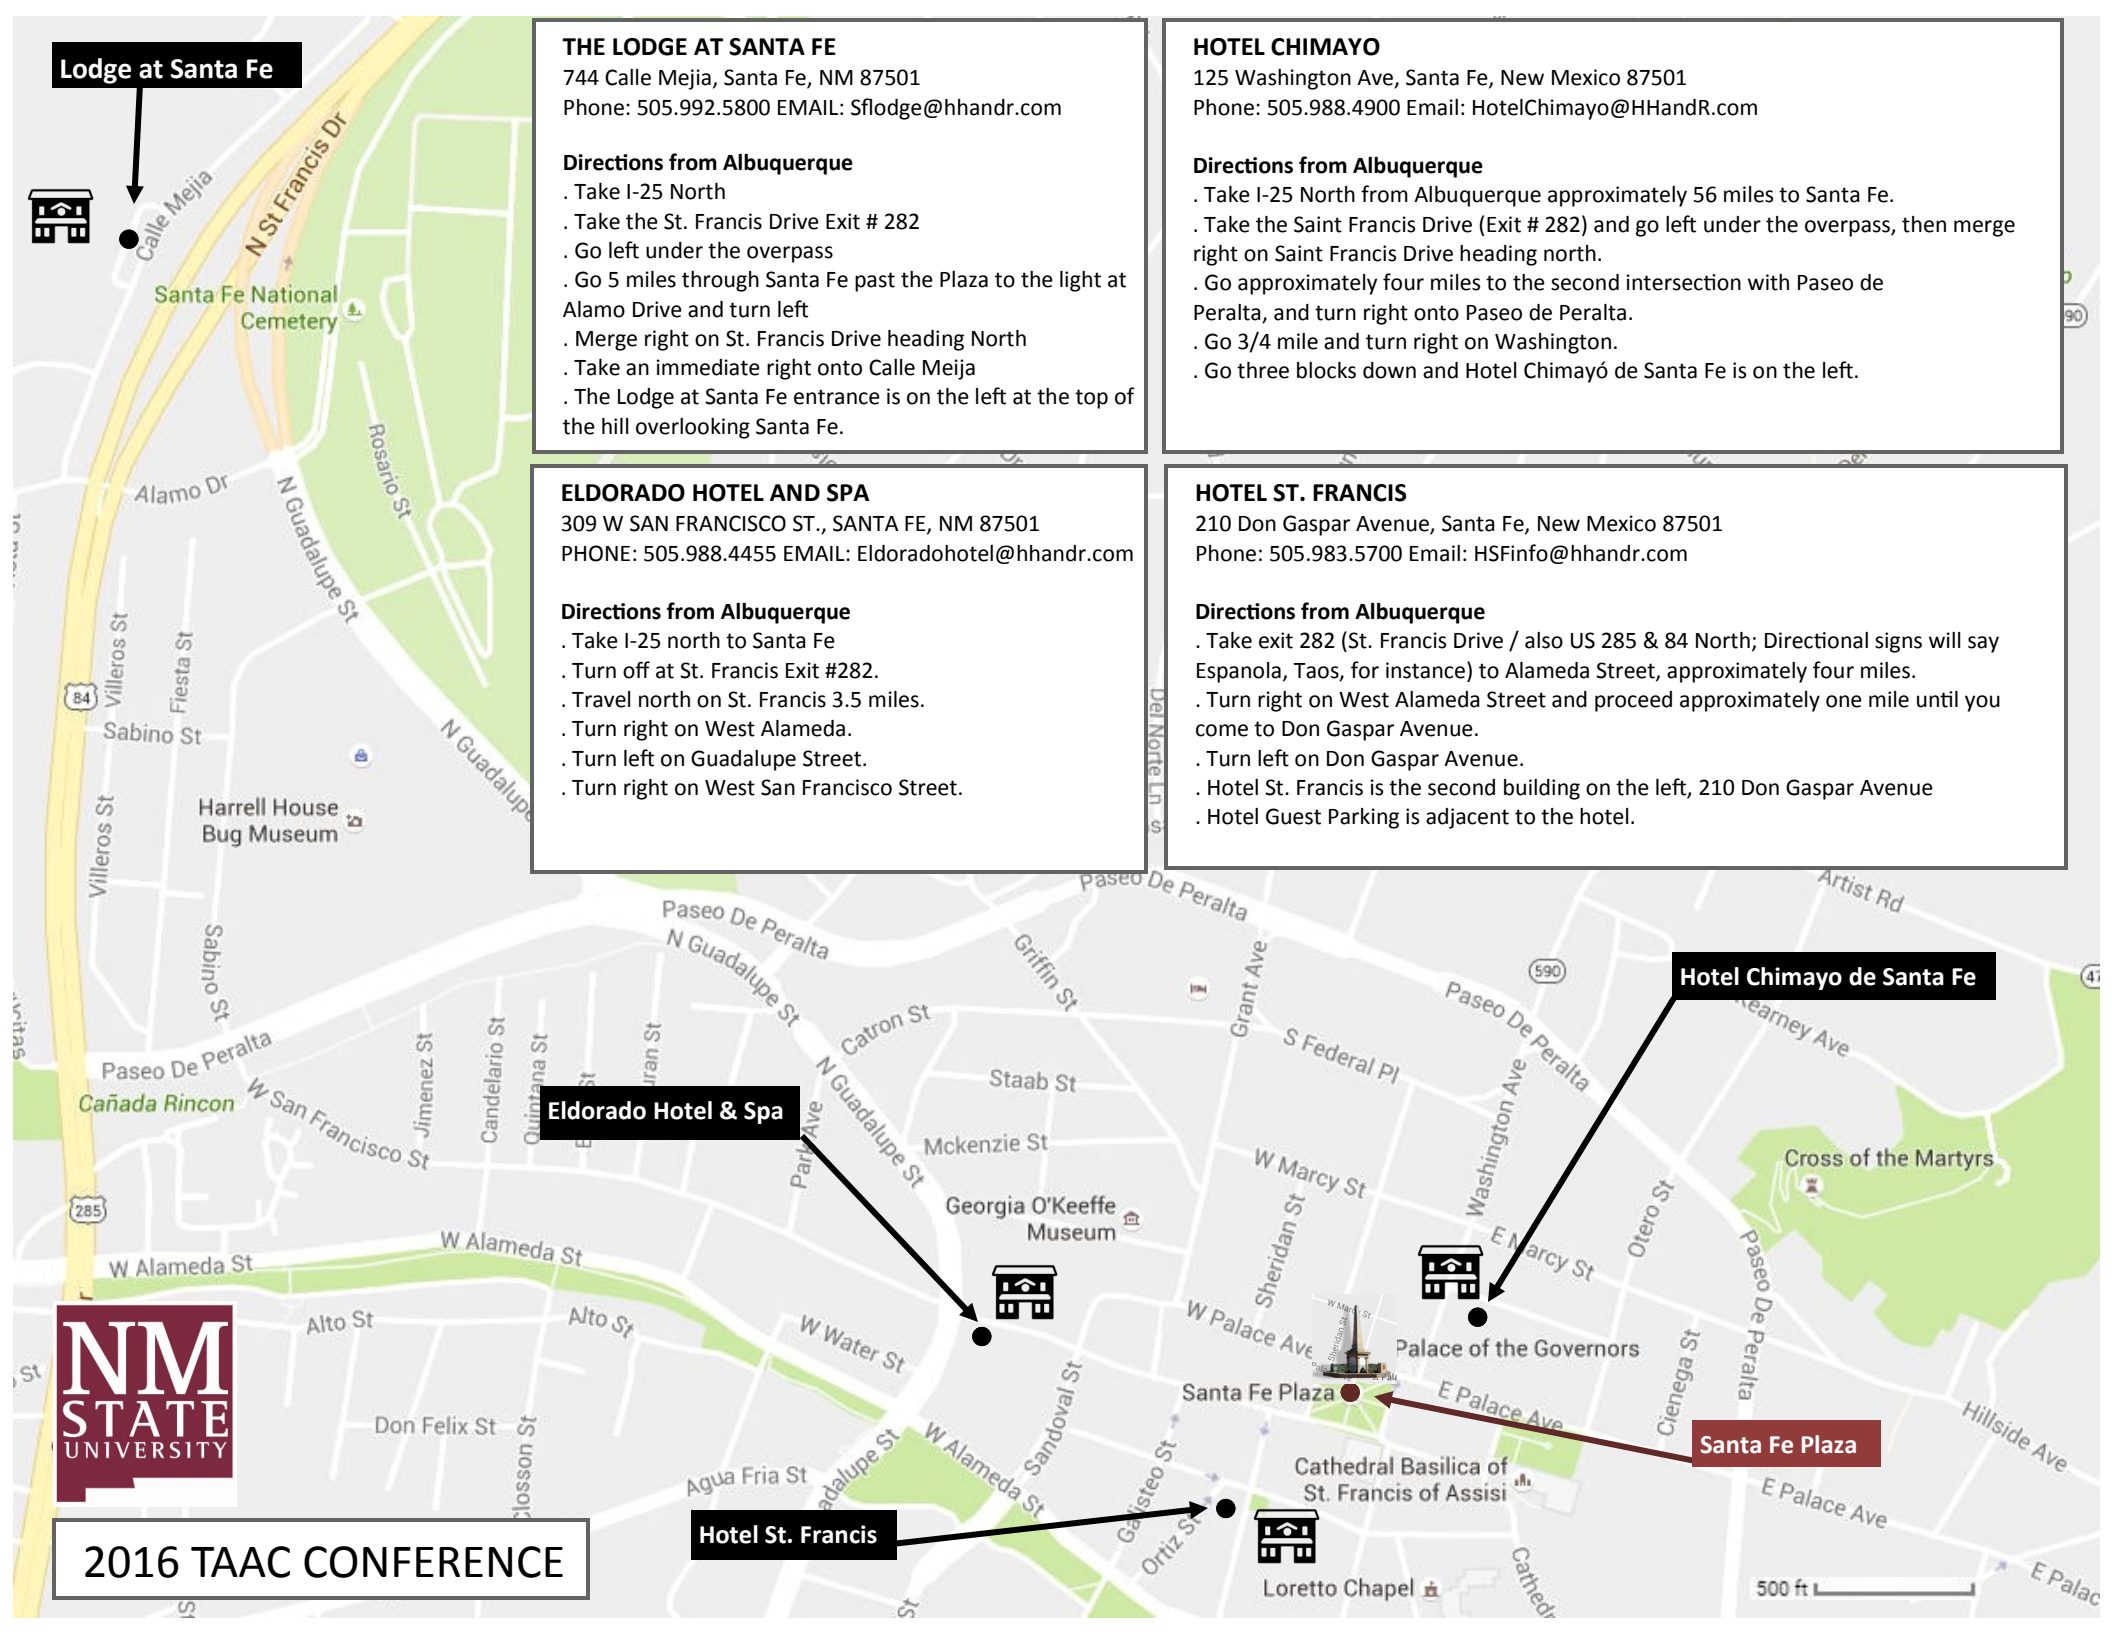 Lodge at Santa Fe
THE LODGE AT SANTA FE
744 Calle Mejia, Santa Fe, NM 87501
Phone: 505.992.5800 EMAIL: Sflodge@hhandr.com
Directions from Albuquerque
. Take I-25 North
. Take the St. Francis Drive Exit # 282
. Go left under the overpass
. Go 5 miles through Santa Fe past the Plaza to the light at
Alamo Drive and turn left
. Merge right on St. Francis Drive heading North
. Take an immediate right onto Calle Meija
. The Lodge at Santa Fe entrance is on the left at the top of
the hill overlooking Santa Fe.
HOTEL CHIMAYO
125 Washington Ave, Santa Fe, New Mexico 87501
Phone: 505.988.4900 Email: HotelChimayo@HHandR.com
Directions from Albuquerque
. Take I-25 North from Albuquerque approximately 56 miles to Santa Fe.
. Take the Saint Francis Drive (Exit # 282) and go left under the overpass, then merge
right on Saint Francis Drive heading north.
. Go approximately four miles to the second intersection with Paseo de
Peralta, and turn right onto Paseo de Peralta.
. Go 3/4 mile and turn right on Washington.
. Go three blocks down and Hotel Chimayó de Santa Fe is on the left.
ELDORADO HOTEL AND SPA
309 W SAN FRANCISCO ST., SANTA FE, NM 87501
PHONE: 505.988.4455 EMAIL: Eldoradohotel@hhandr.com
Directions from Albuquerque
. Take I-25 north to Santa Fe
. Turn off at St. Francis Exit #282.
. Travel north on St. Francis 3.5 miles.
. Turn right on West Alameda.
. Turn left on Guadalupe Street.
. Turn right on West San Francisco Street.
HOTEL ST. FRANCIS
210 Don Gaspar Avenue, Santa Fe, New Mexico 87501
Phone: 505.983.5700 Email: HSFinfo@hhandr.com
Directions from Albuquerque
. Take exit 282 (St. Francis Drive / also US 285 & 84 North; Directional signs will say
Espanola, Taos, for instance) to Alameda Street, approximately four miles.
. Turn right on West Alameda Street and proceed approximately one mile until you
come to Don Gaspar Avenue.
. Turn left on Don Gaspar Avenue.
. Hotel St. Francis is the second building on the left, 210 Don Gaspar Avenue
. Hotel Guest Parking is adjacent to the hotel.
Calle Mejia
N St Francis Dr
Santa Fe National
Cemetery
Rosario St
Alamo Dr
N Guadalupe St
Villeros St
Fiesta St
84
Sabino St
N Guadalupe
Del Norte Ln
Harrell House
Bug Museum
Villeros St
Sabino St
Paseo De Peralta
Artist Rd
Paseo De Peralta
N Guadalupe St
Griffin St
Grant Ave
590
Hotel Chimayo de Santa Fe
Kearney Ave
Paseo De Peralta
Catron St
S Federal Pl
Paseo De Peralta
Cañada Rincon
W San Francisco St
Jimenez St
Candelario St
Quintana St
Staab St
Washington Ave
Eldorado Hotel & Spa
Park Ave
N Guadalupe St
Mckenzie St
W Marcy St
Cross of the Martyrs
Georgia O'Keeffe
Museum
Sheridan St
E Marcy St
Otero St
285
W Alameda St
W Alameda St
Paseo De Peralta
NM
STATE
UNIVERSITY
Alto St
Alto St
W Water St
W Palace Ave
W Marcy St
Sheridan St
Palace of the Governors
Santa Fe Plaza
E Palace Ave
Cienega St
Sandoval St
Don Felix St
Closson St
W Alameda St
Santa Fe Plaza
Hillside Ave
Agua Fria St
Galisteo St
Cathedral Basilica of
St. Francis of Assisi
E Palace Ave
Hotel St. Francis
Ortiz St
2016 TAAC CONFERENCE
Loretto Chapel
500 ft